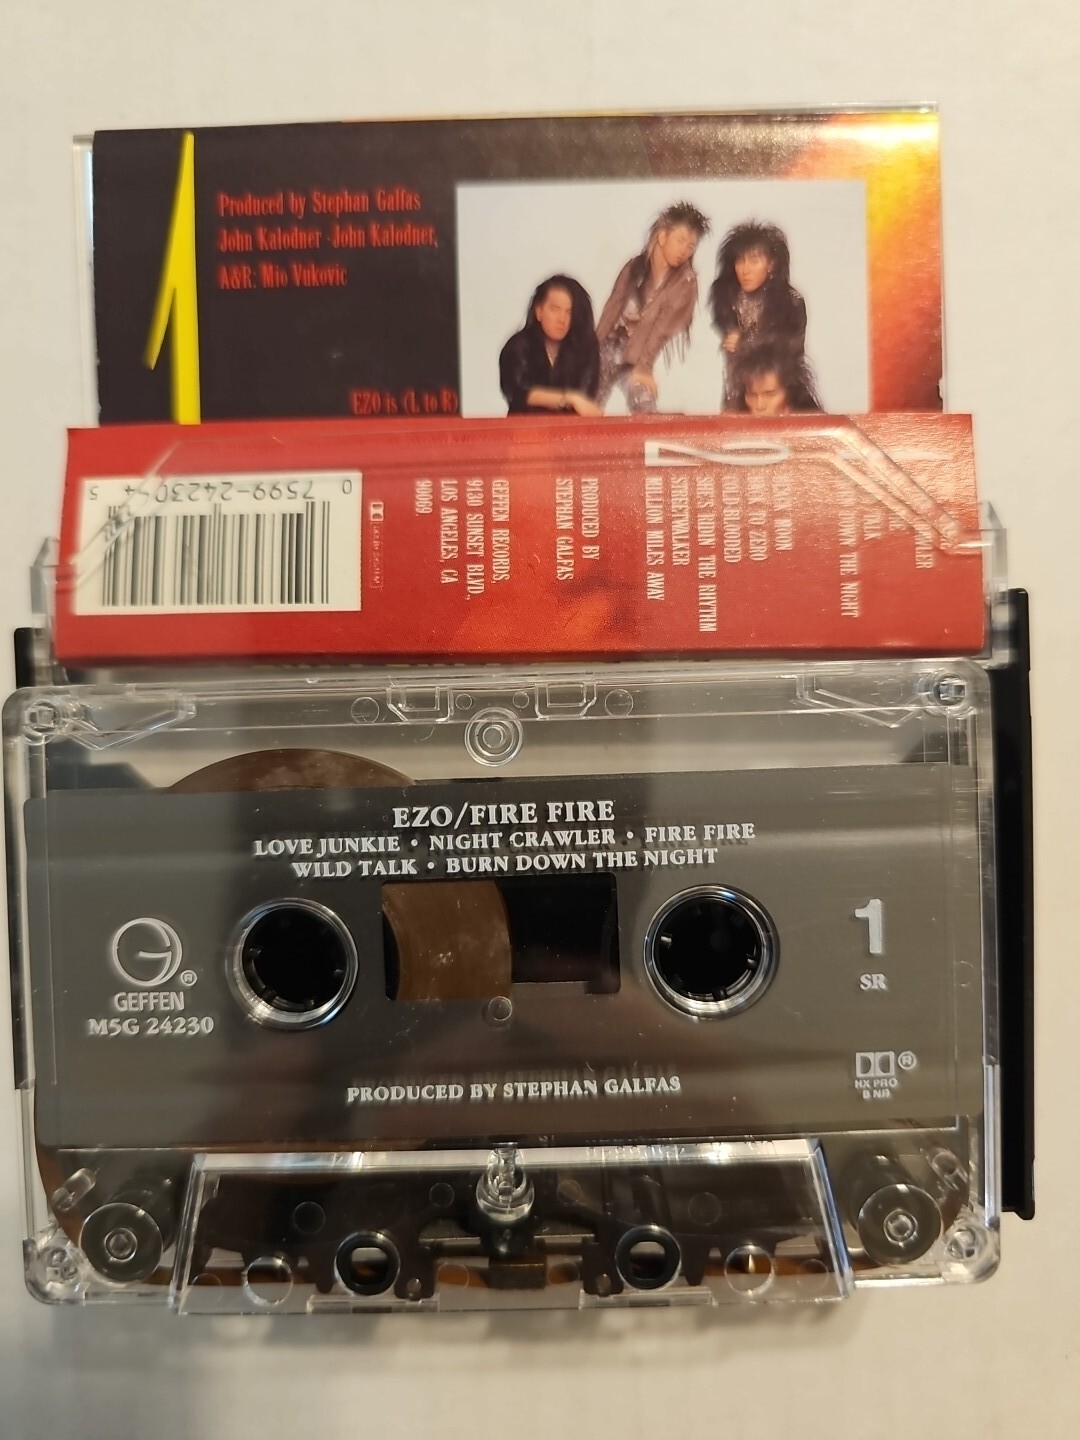 1
Produced by Stephan Galfas
John Kalodner · John Kalodner,
A&R: Mio Vukovic
EZO is (L to R)
0 7599-24230-4 5
GEFFEN RECORDS,
9130 SUNSET BLVD.,
LOS ANGELES, CA
90069.
PRODUCED BY
STEPHAN GALFAS
2
MOON
TO ZERO
COLD-BLOODED
SHE'S RIDIN' THE RHYTHM
STREETWALKER
MILLION MILES AWAY
1
DOWN THE NIGHT
EZO/FIRE FIRE
LOVE JUNKIE • NIGHT CRAWLER • FIRE FIRE
WILD TALK • BURN DOWN THE NIGHT
GEFFEN®
M5G 24230
1
SR
PRODUCED BY STEPHAN GALFAS
®
HX PRO
B NR